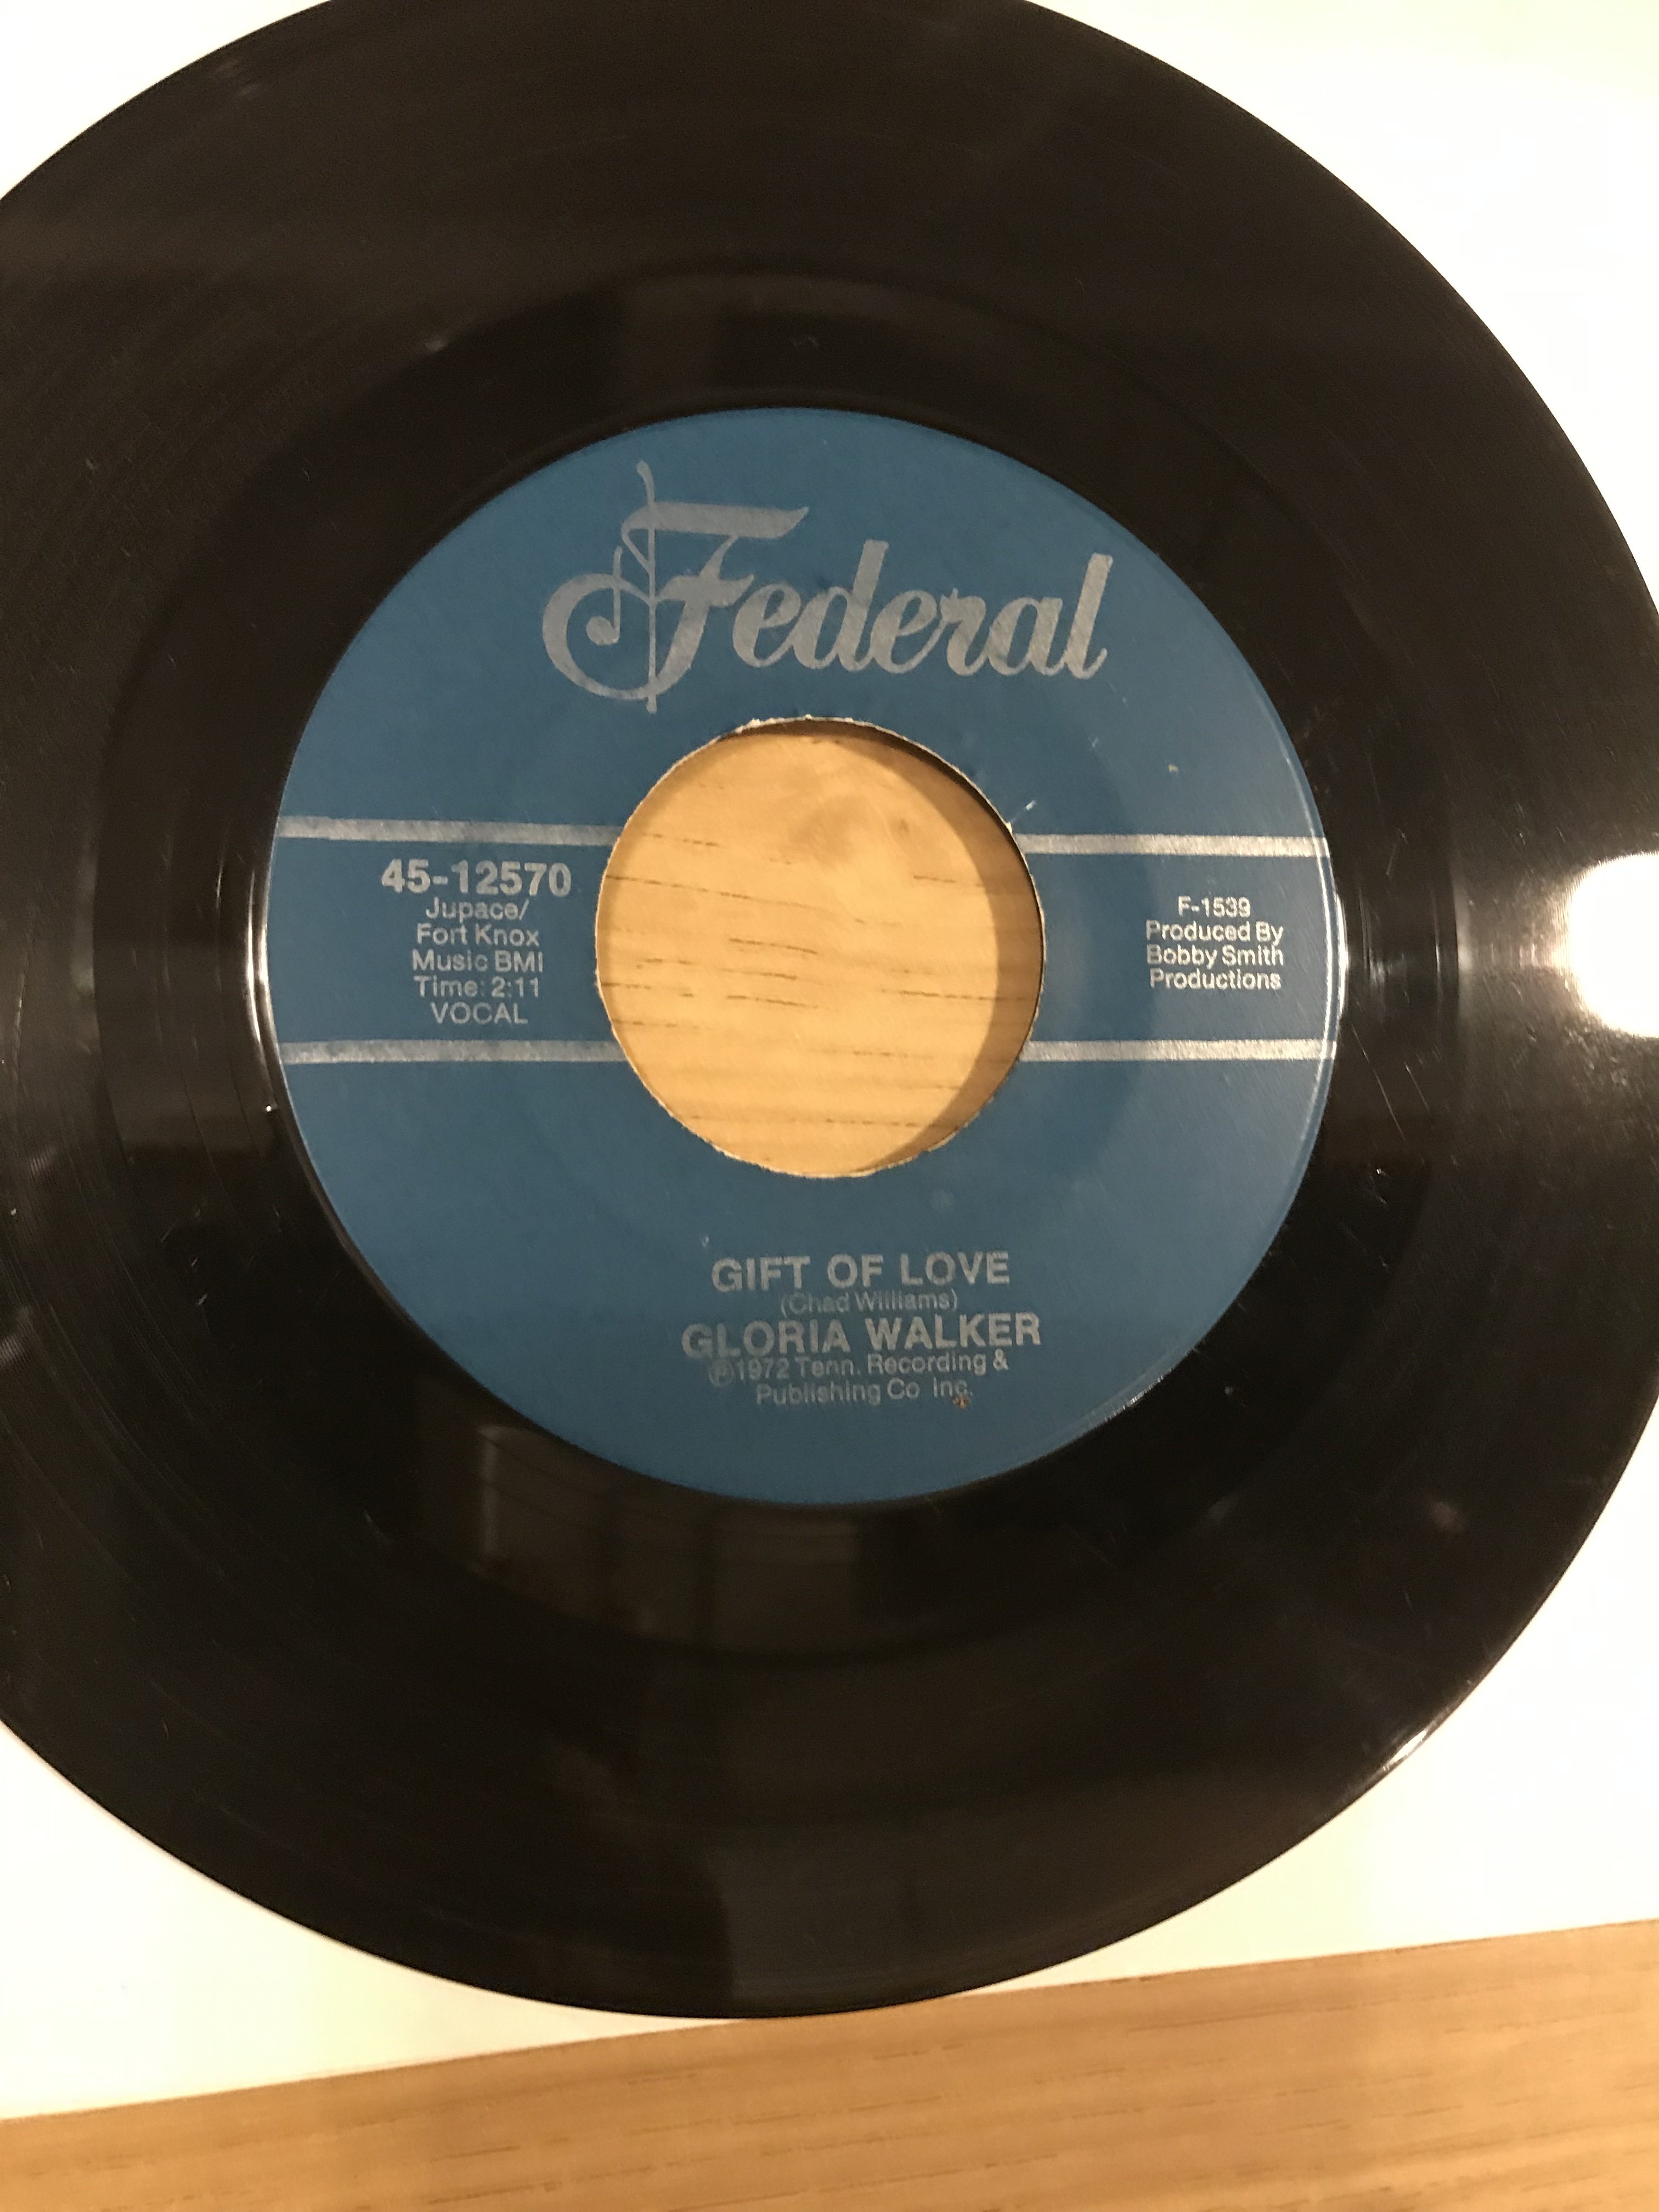 Federal
45-12570
Jupace/
Fort Knox
Music BMI
Time: 2:11
VOCAL
F-1539
Produced By
Bobby Smith
Productions
GIFT OF LOVE
(Chad Williams)
GLORIA WALKER
℗1972 Tenn. Recording &
Publishing Co Inc.